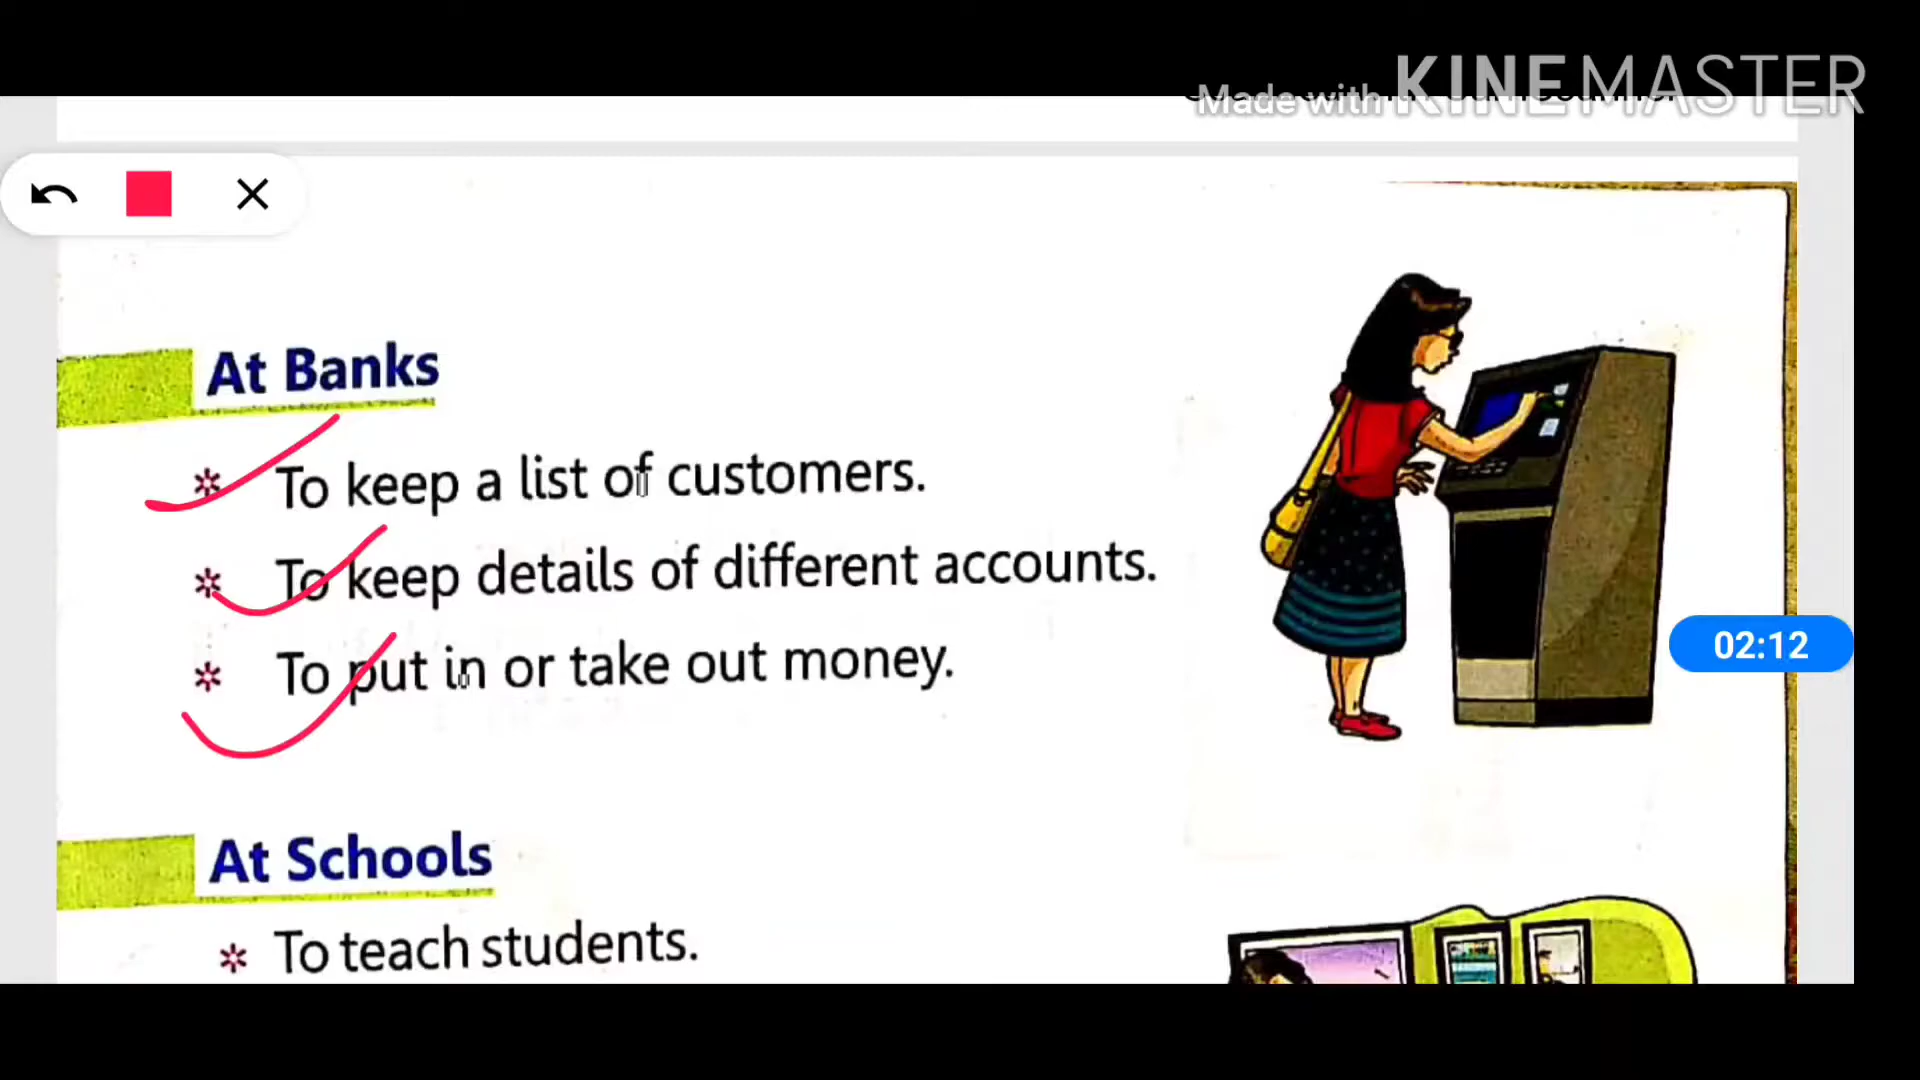 Made with KINEMASTER
At Banks
* To keep a list of customers.
* To keep details of different accounts.
* To put in or take out money.
02:12
At Schools
* To teach students.